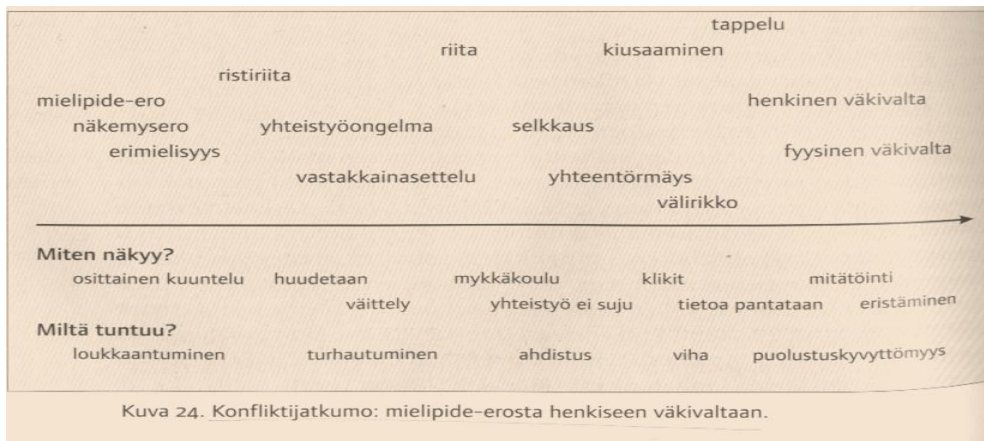 tappelu
riita kiusaaminen
ristiriita
mielipide-ero henkinen väkivalta
näkemysero yhteistyöongelma selkkaus
erimielisyys fyysinen väkivalta
vastakkainasettelu yhteentörmäys
välirikko
Miten näkyy?
osittainen kuuntelu huudetaan mykkäkoulu klikit mitätöinti
väittely yhteistyö ei suju tietoa pantataan eristäminen
Miltä tuntuu?
loukkaantuminen turhautuminen ahdistus viha puolustuskyvyttömyys
Kuva 24. Konfliktijatkumo: mielipide-erosta henkiseen väkivaltaan.